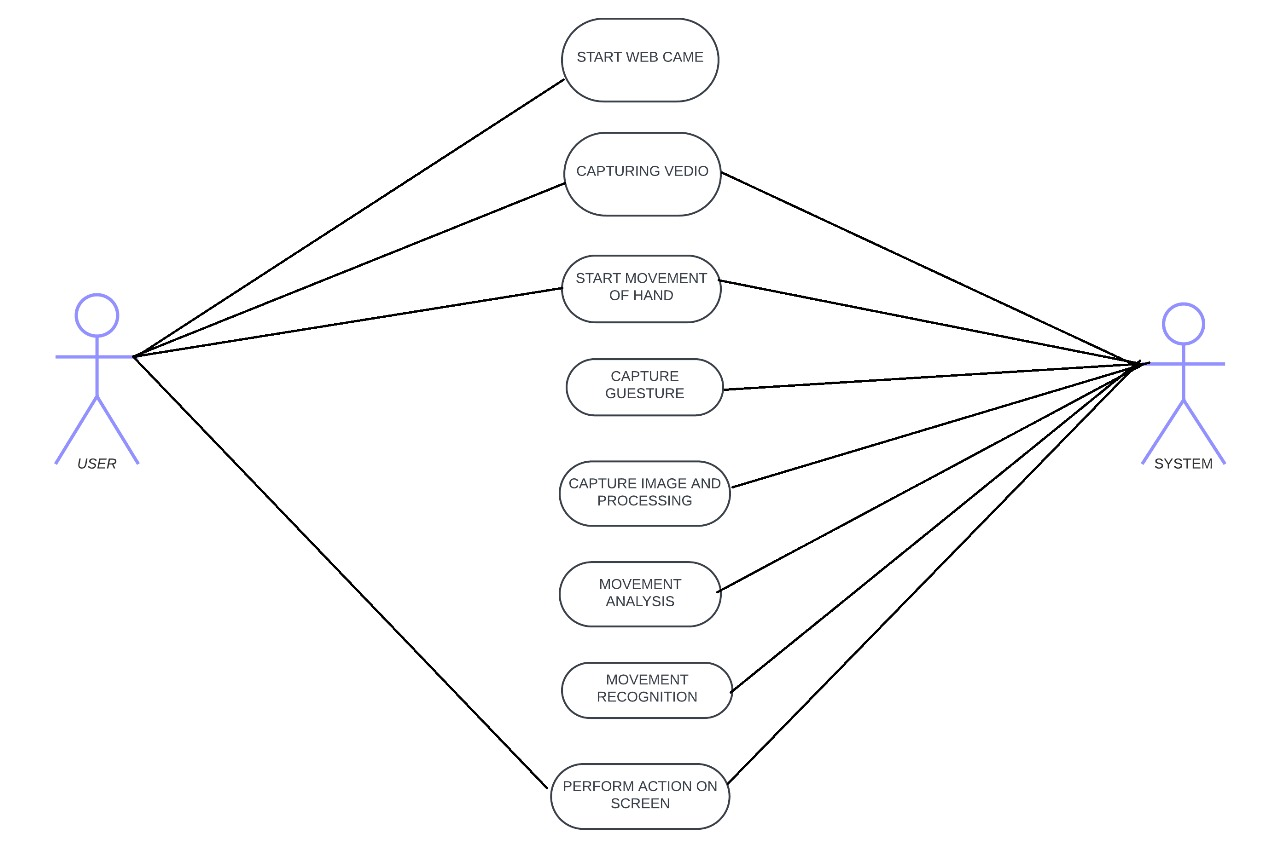 START WEB CAME
CAPTURING VEDIO
START MOVEMENT
OF HAND
CAPTURE
GUESTURE
USER
SYSTEM
CAPTURE IMAGE AND
PROCESSING
MOVEMENT
ANALYSIS
MOVEMENT
RECOGNITION
PERFORM ACTION ON
SCREEN